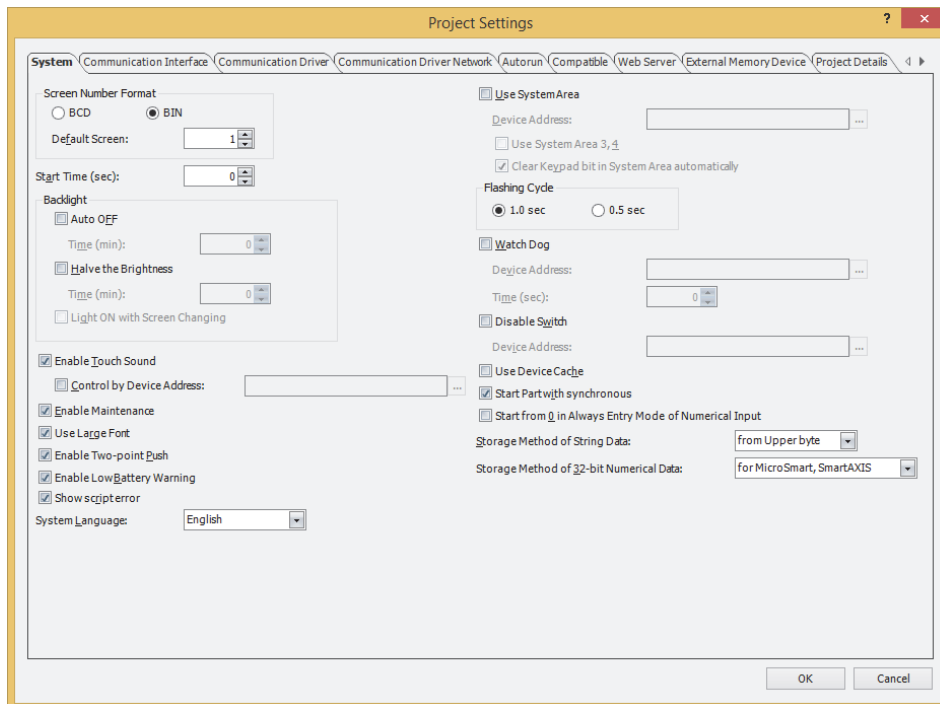 Project Settings
?
×
System Communication Interface Communication Driver Communication Driver Network Autorun Compatible Web Server External Memory Device Project Details
Screen Number Format
BCD BIN
Default Screen: 1
Start Time (sec): 0
Backlight
Auto OFF
Time (min): 0
Halve the Brightness
Time (min): 0
Light ON with Screen Changing
Enable Touch Sound
Control by Device Address: ...
Enable Maintenance
Use Large Font
Enable Two-point Push
Enable Low Battery Warning
Show script error
System Language: English
Use System Area
Device Address: ...
Use System Area 3, 4
Clear Keypad bit in System Area automatically
Flashing Cycle
1.0 sec 0.5 sec
Watch Dog
Device Address: ...
Time (sec): 0
Disable Switch
Device Address: ...
Use Device Cache
Start Part with synchronous
Start from 0 in Always Entry Mode of Numerical Input
Storage Method of String Data: from Upper byte
Storage Method of 32-bit Numerical Data: for MicroSmart, SmartAXIS
OK Cancel